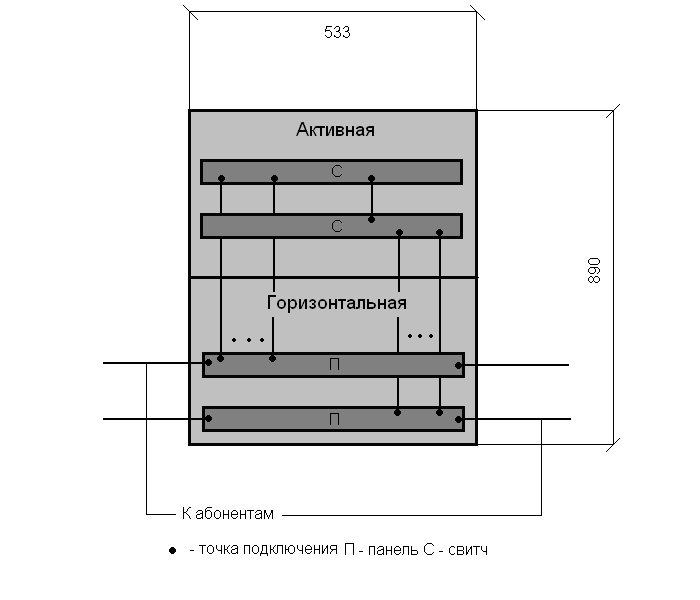 533
Активная
С
С
890
Горизонтальная
. . .
...
П
П
К абонентам
- точка подключения П - панель С - свитч